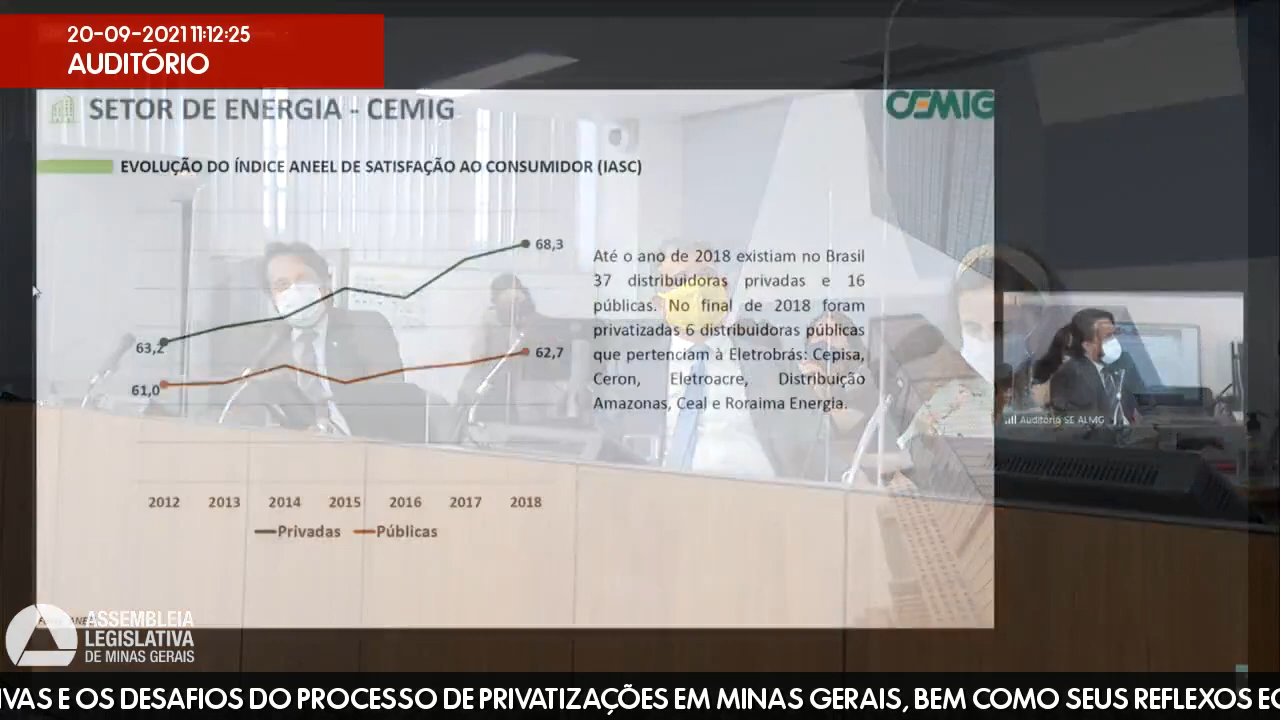 20-09-2021 11:12:25
AUDITÓRIO
SETOR DE ENERGIA - CEMIG
CEMIG
EVOLUÇÃO DO ÍNDICE ANEEL DE SATISFAÇÃO AO CONSUMIDOR (IASC)
68,3
63,2
62,7
61,0
Até o ano de 2018 existiam no Brasil
37 distribuidoras privadas e 16
públicas. No final de 2018 foram
privatizadas 6 distribuidoras públicas
que pertenciam à Eletrobrás: Cepisa,
Ceron, Eletroacre, Distribuição
Amazonas, Ceal e Roraima Energia.
Auditório SE ALMG
2012 2013 2014 2015 2016 2017 2018
Privadas Públicas
ASSEMBLEIA
LEGISLATIVA
DE MINAS GERAIS
IVAS E OS DESAFIOS DO PROCESSO DE PRIVATIZAÇÕES EM MINAS GERAIS, BEM COMO SEUS REFLEXOS